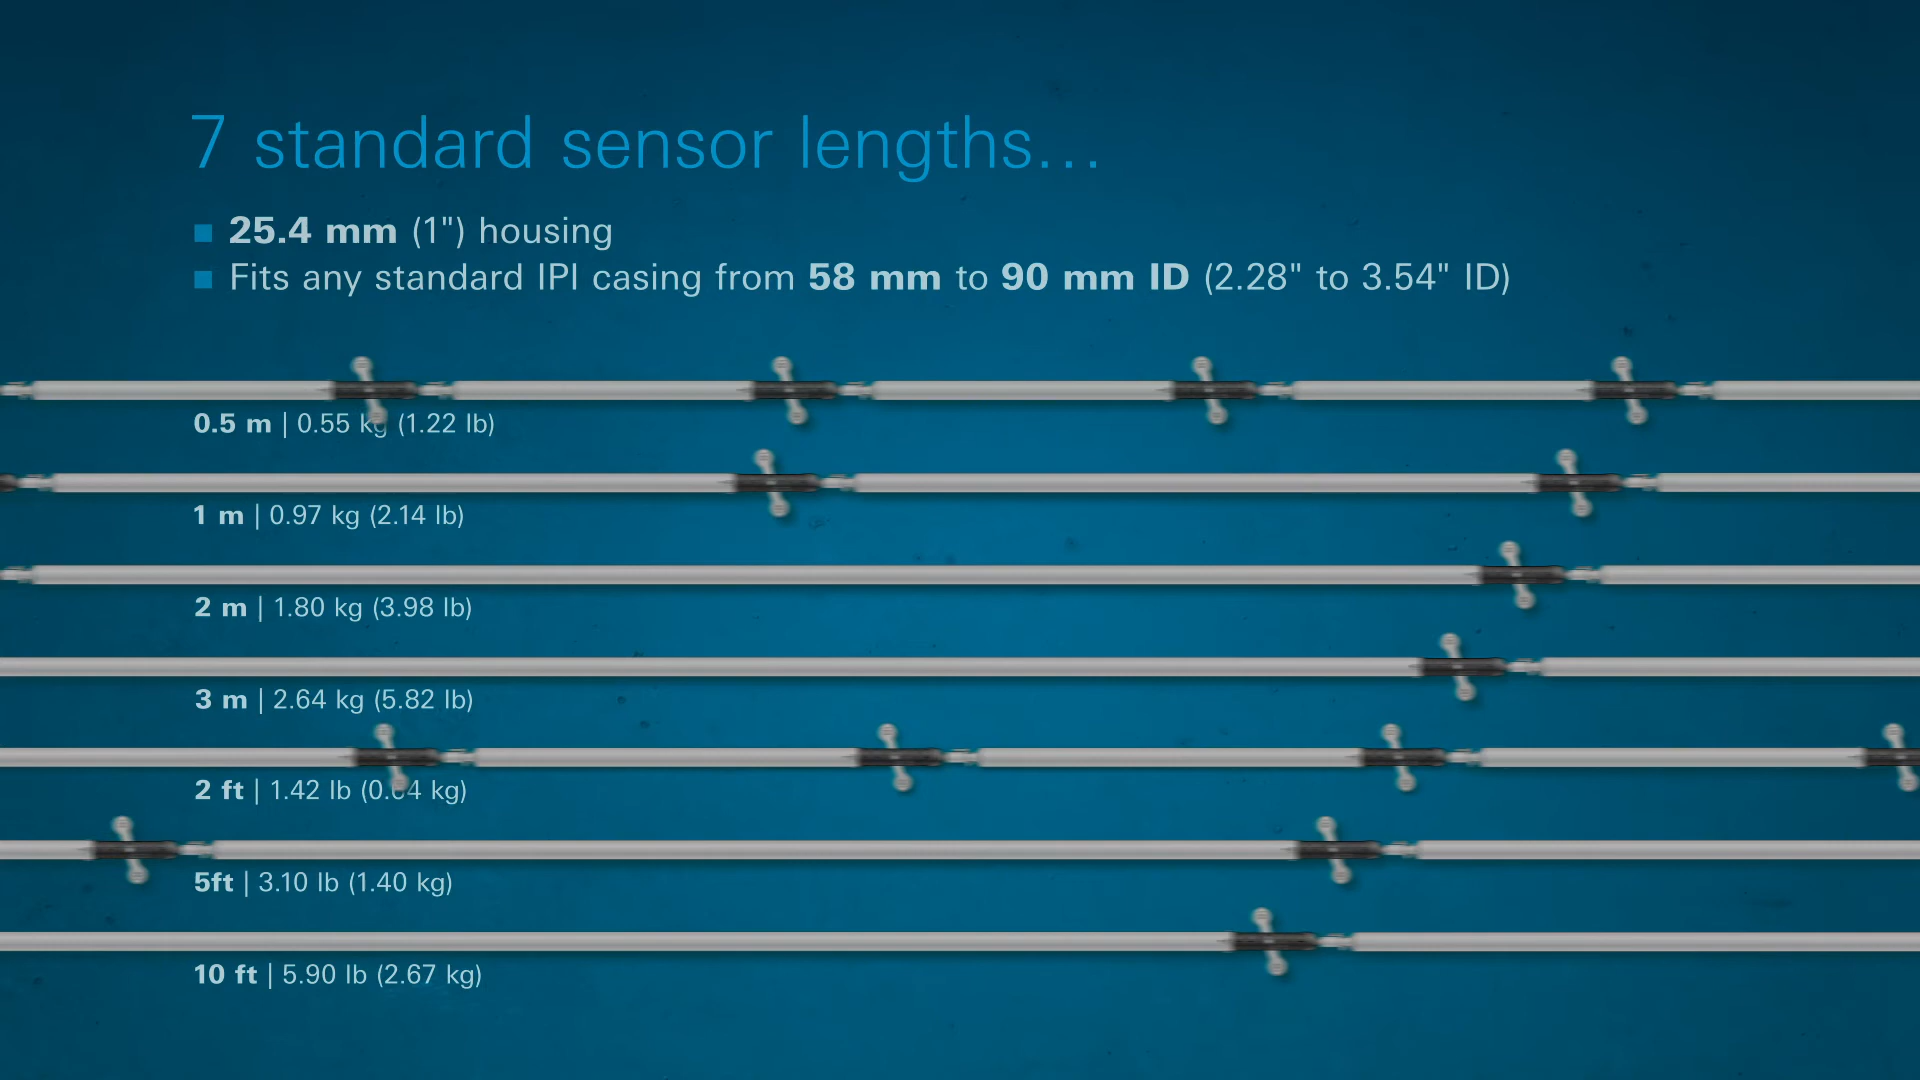 7 standard sensor lengths...
25.4 mm (1") housing
Fits any standard IPI casing from 58 mm to 90 mm ID (2.28" to 3.54" ID)
0.5 m | 0.55 kg (1.22 lb)
1 m | 0.97 kg (2.14 lb)
2 m | 1.80 kg (3.98 lb)
3 m | 2.64 kg (5.82 lb)
2 ft | 1.42 lb (0.64 kg)
5ft | 3.10 lb (1.40 kg)
10 ft | 5.90 lb (2.67 kg)